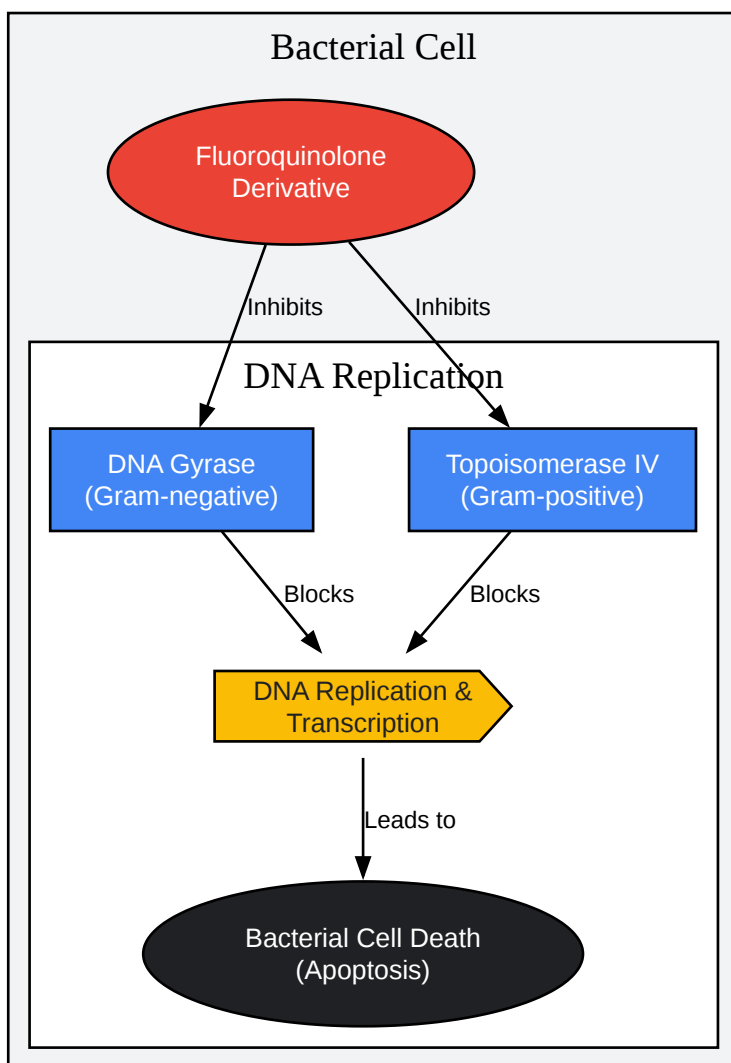 Bacterial Cell
Fluoroquinolone
Derivative
Inhibits
Inhibits
DNA Replication
DNA Gyrase
(Gram-negative)
Topoisomerase IV
(Gram-positive)
Blocks
Blocks
DNA Replication &
Transcription
Leads to
Bacterial Cell Death
(Apoptosis)